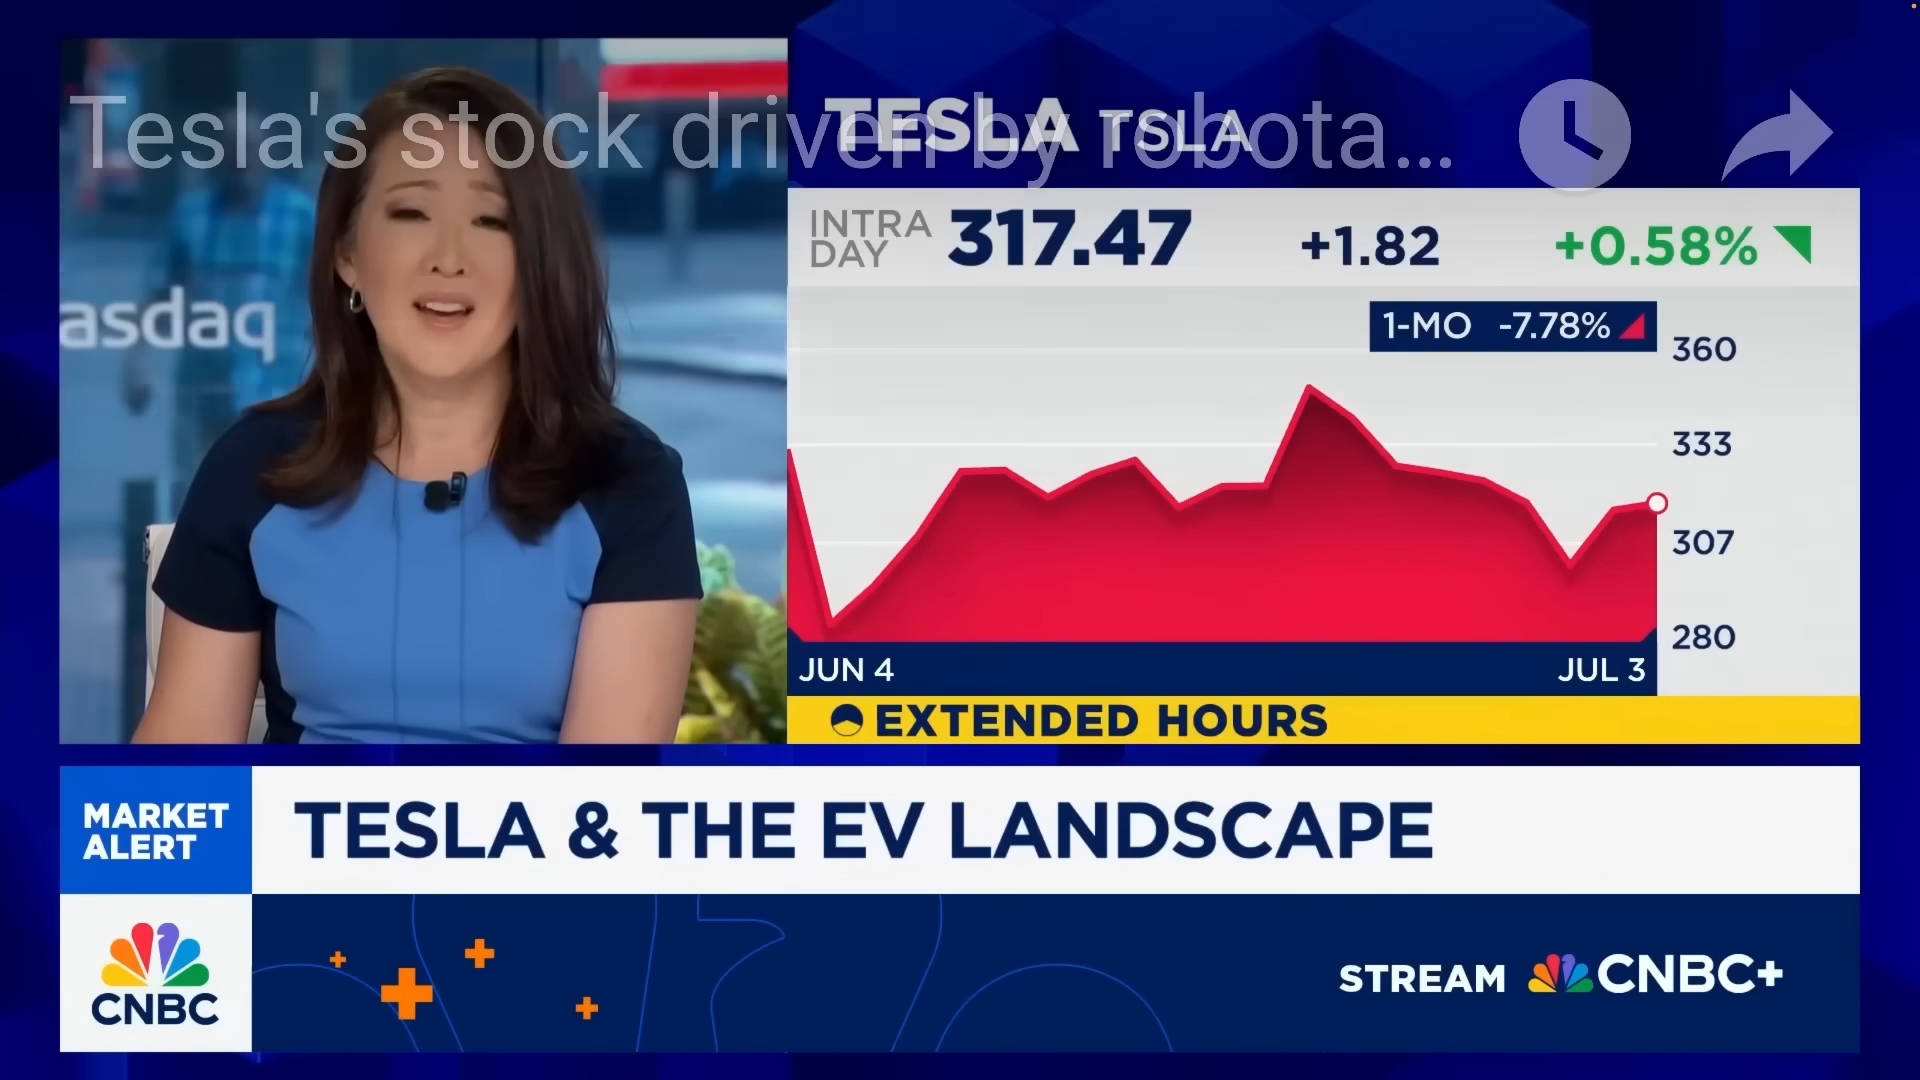 Tesla's stock driven by robota...
TESLA TSLA
asdaq
INTRA
DAY
317.47
+1.82
+0.58%
1-MO -7.78%
360
333
307
280
JUN 4
JUL 3
EXTENDED HOURS
MARKET
ALERT
TESLA & THE EV LANDSCAPE
CNBC
STREAM CNBC+